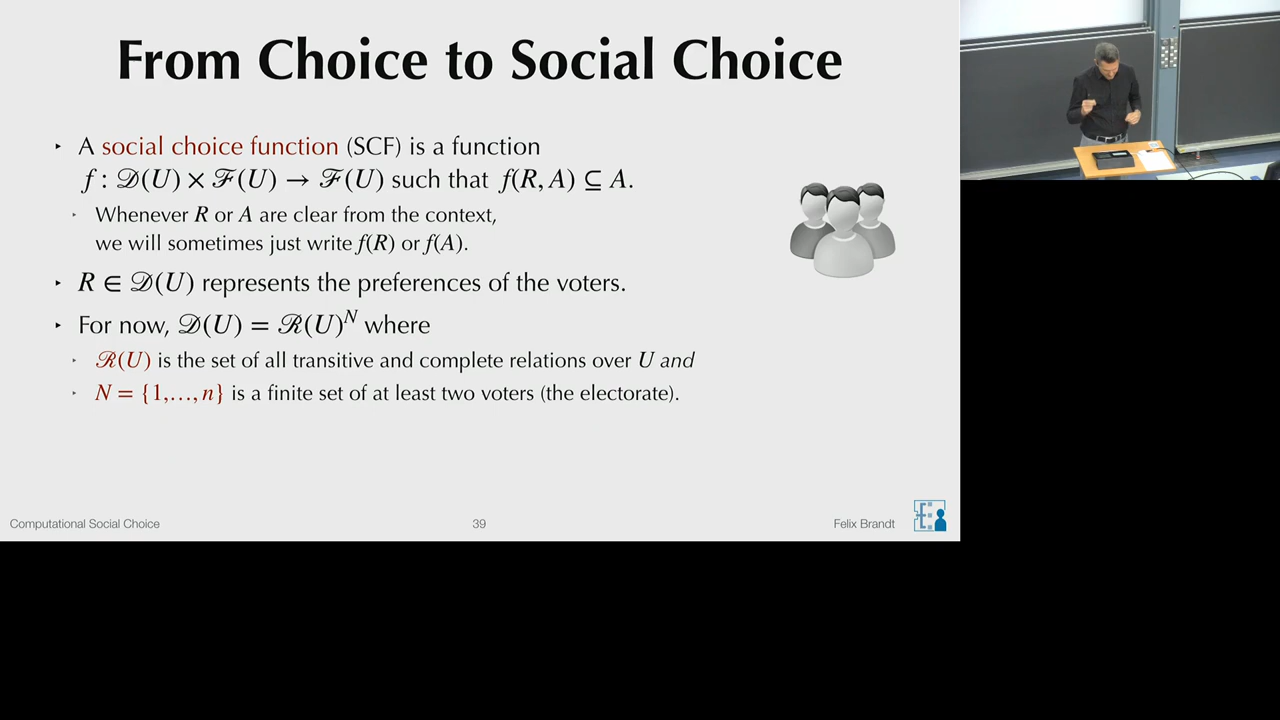 From Choice to Social Choice
‣ A social choice function (SCF) is a function
f : 𝒟(U) × ℱ(U) → ℱ(U) such that f(R, A) ⊆ A.
‣ Whenever R or A are clear from the context,
we will sometimes just write f(R) or f(A).
‣ R ∈ 𝒟(U) represents the preferences of the voters.
‣ For now, 𝒟(U) = ℛ(U)^N where
‣ ℛ(U) is the set of all transitive and complete relations over U and
‣ N = {1,…,n} is a finite set of at least two voters (the electorate).
Computational Social Choice
39
Felix Brandt